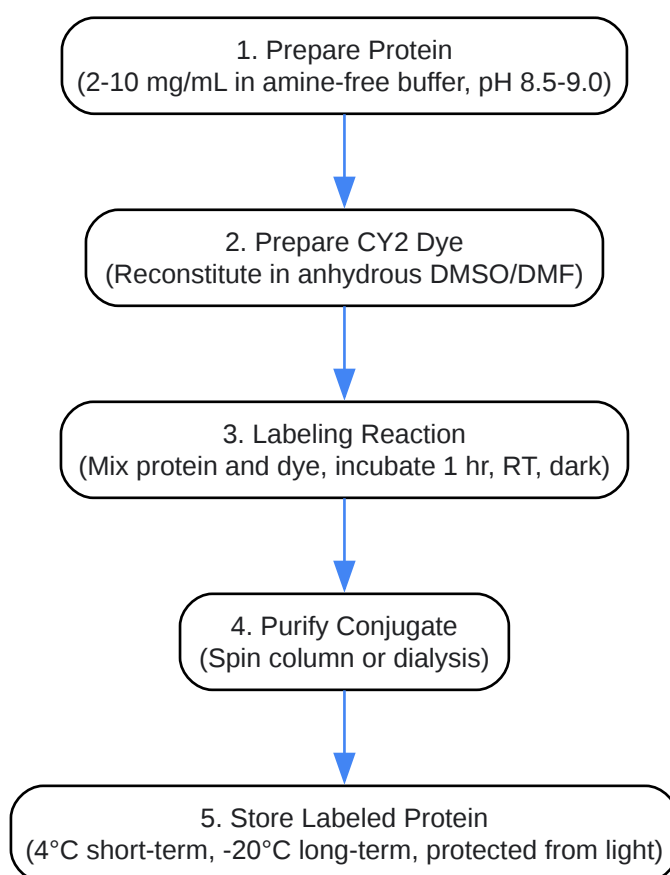 1. Prepare Protein
(2-10 mg/mL in amine-free buffer, pH 8.5-9.0)
2. Prepare CY2 Dye
(Reconstitute in anhydrous DMSO/DMF)
3. Labeling Reaction
(Mix protein and dye, incubate 1 hr, RT, dark)
4. Purify Conjugate
(Spin column or dialysis)
5. Store Labeled Protein
(4°C short-term, -20°C long-term, protected from light)